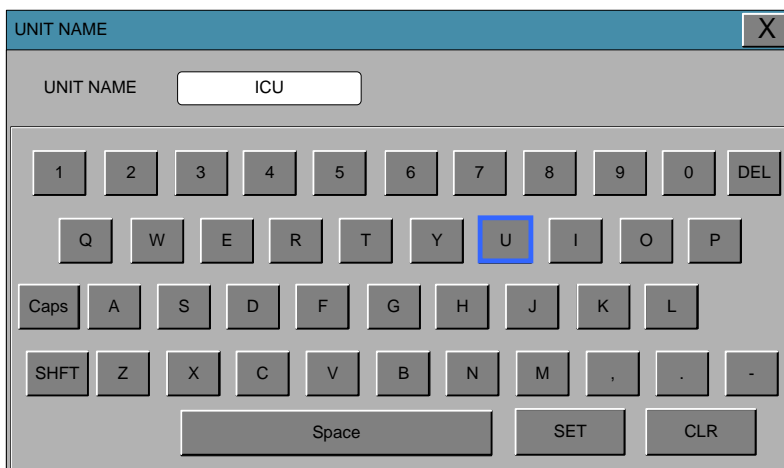 UNIT NAME X
UNIT NAME ICU
1 2 3 4 5 6 7 8 9 0 DEL
Q W E R T Y U I O P
Caps A S D F G H J K L
SHFT Z X C V B N M , . -
Space SET CLR